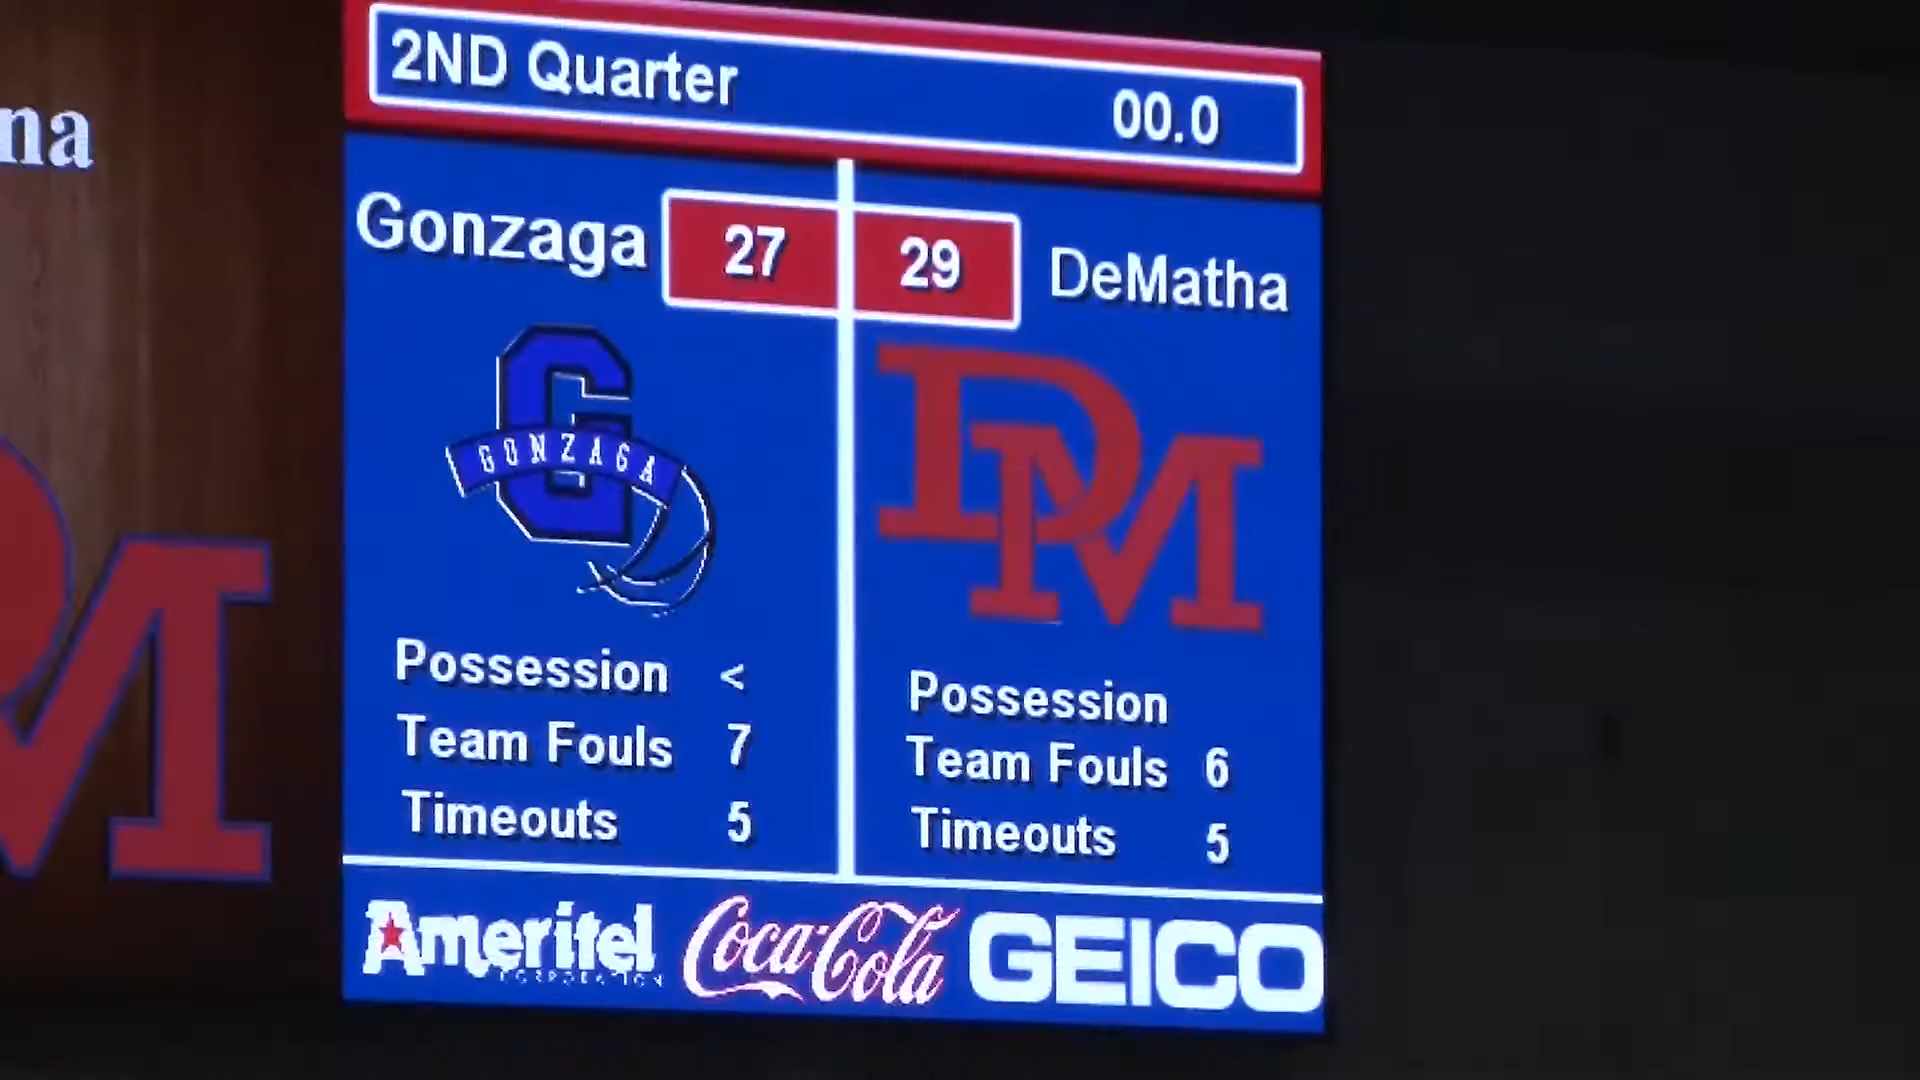 na
2ND Quarter 00.0
Gonzaga 27 29 DeMatha
GONZAGA
DM
Possession <
Team Fouls 7
Timeouts 5
Possession
Team Fouls 6
Timeouts 5
Ameritel CORPORATION
Coca-Cola
GEICO
M